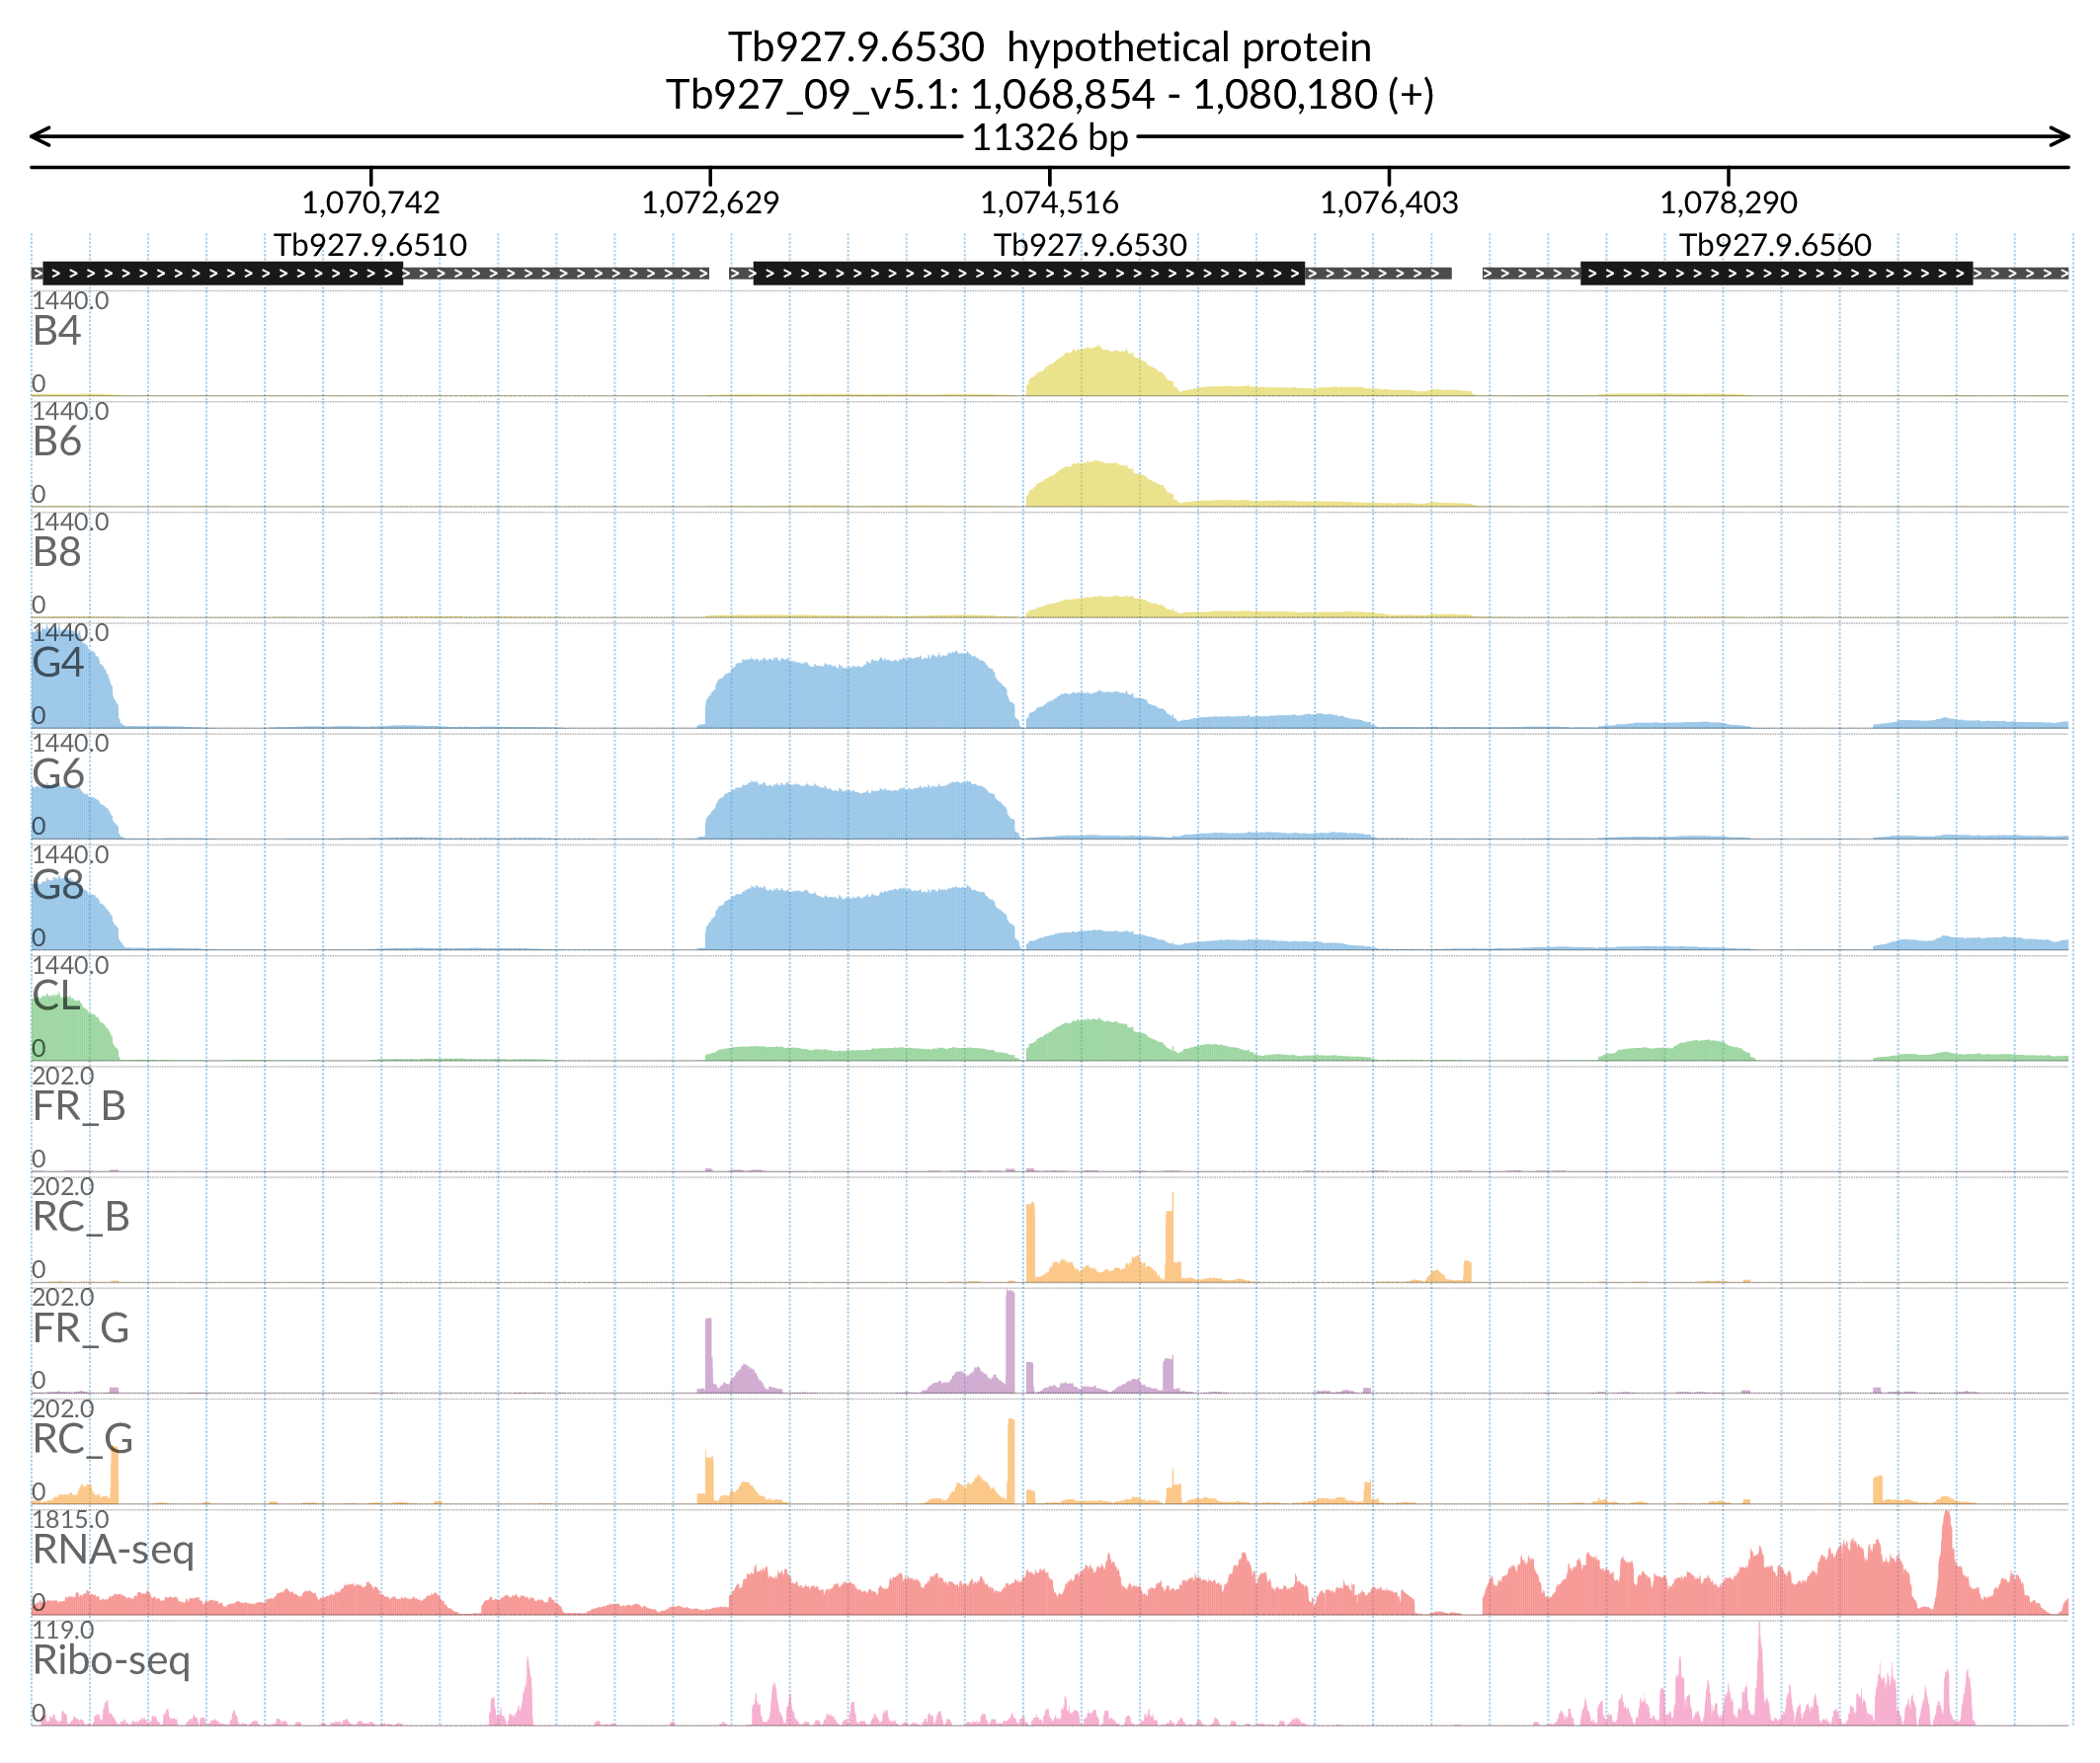 Tb927.9.6530 hypothetical protein
Tb927_09_v5.1: 1,068,854 - 1,080,180 (+)
11326 bp
1,070,742 1,072,629 1,074,516 1,076,403 1,078,290
Tb927.9.6510 Tb927.9.6530 Tb927.9.6560
1440.0
B4
0
1440.0
B6
0
1440.0
B8
0
1440.0
G4
0
1440.0
G6
0
1440.0
G8
0
1440.0
CL
0
202.0
FR_B
0
202.0
RC_B
0
202.0
FR_G
0
202.0
RC_G
0
1815.0
RNA-seq
0
119.0
Ribo-seq
0